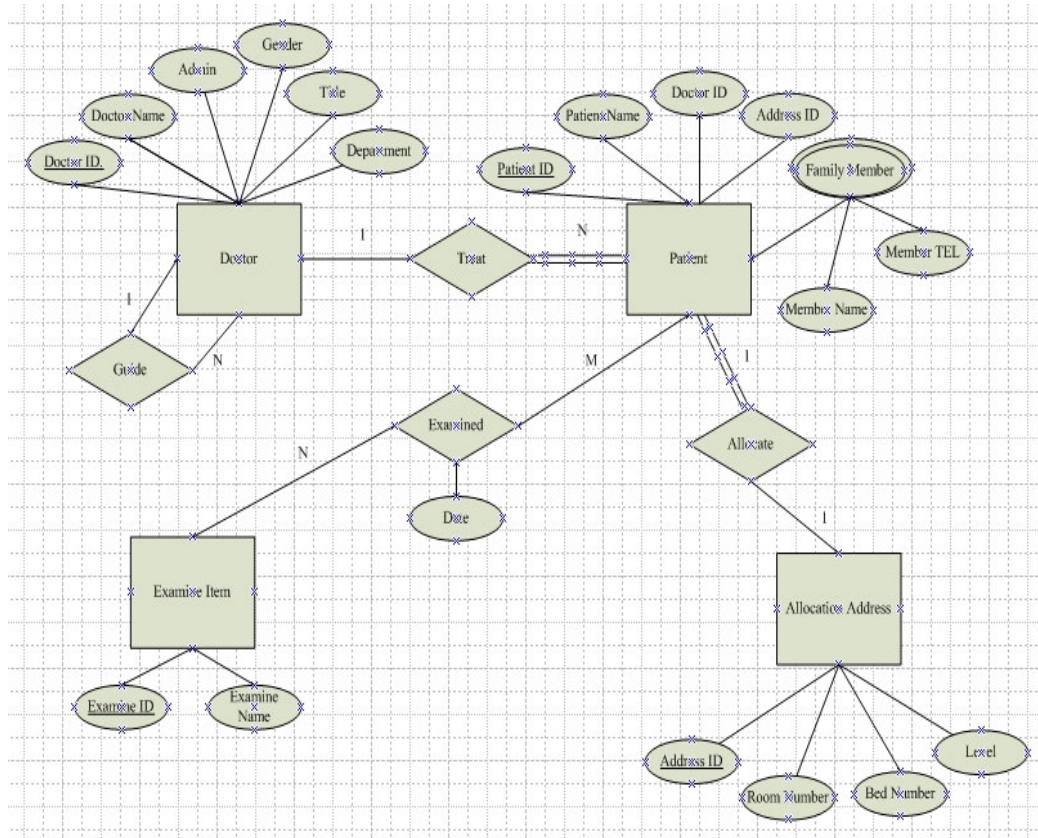 Gender
Admin
Title
Doctor Name
Department
Doctor ID.
Doctor ID
Patient Name
Address ID
Patient ID
Family Member
Member TEL
Member Name
Doctor
1
Treat
N
Patient
1
Guide
N
M
1
Examined
Allocate
N
Date
1
Examine Item
Allocation Address
Examine ID
Examine
Name
Address ID
Room Number
Bed Number
Level